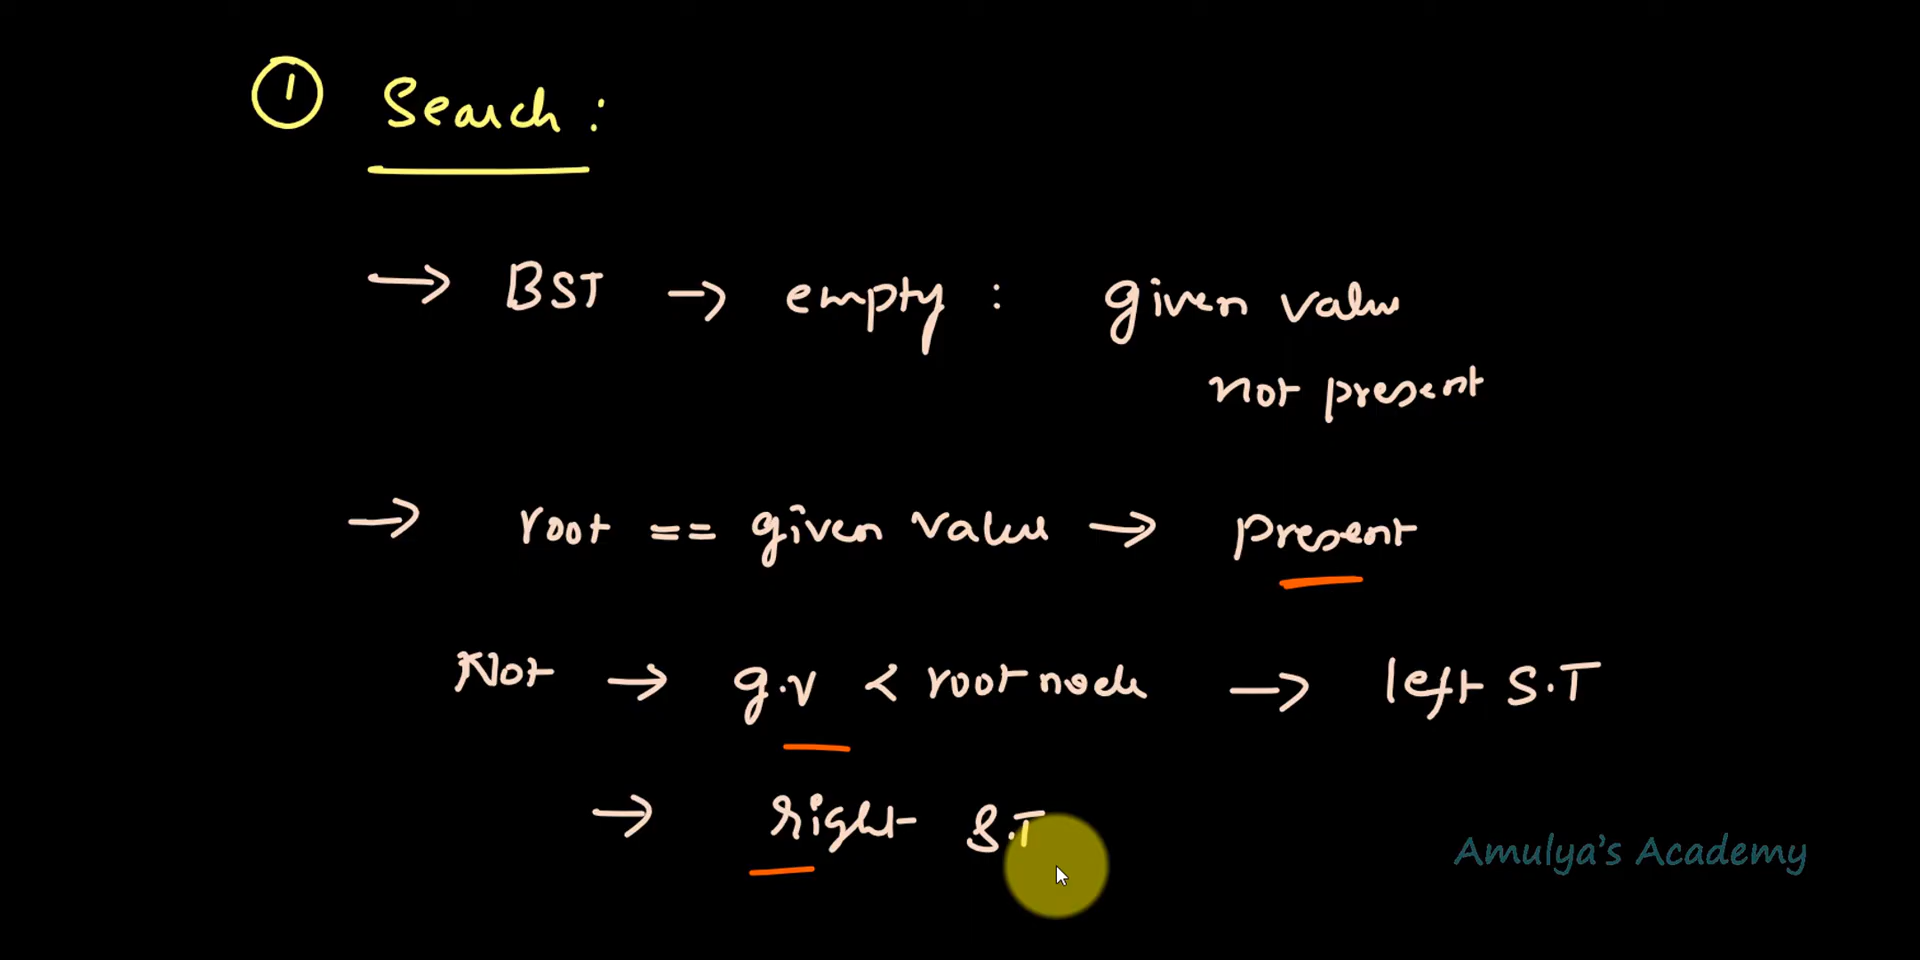 ① Search :
→ BST → empty : given value
not present
→ root == given value → present
Not → g.v < root node → left S.T
→ right S.T
Amulya's Academy